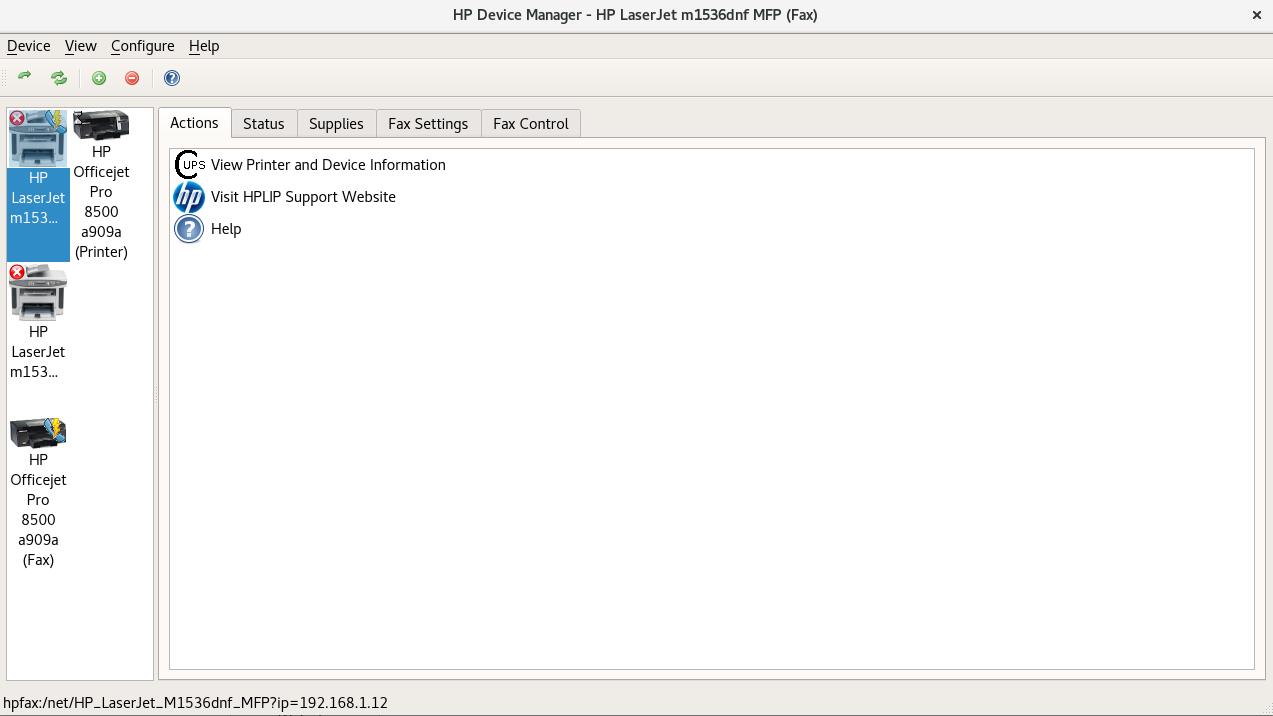 HP Device Manager - HP LaserJet m1536dnf MFP (Fax)
Device View Configure Help
HP
LaserJet
m153...
HP
Officejet
Pro
8500
a909a
(Printer)
HP
LaserJet
m153...
HP
Officejet
Pro
8500
a909a
(Fax)
Actions Status Supplies Fax Settings Fax Control
CUPS View Printer and Device Information
hp Visit HPLIP Support Website
? Help
hpfax:/net/HP_LaserJet_M1536dnf_MFP?ip=192.168.1.12